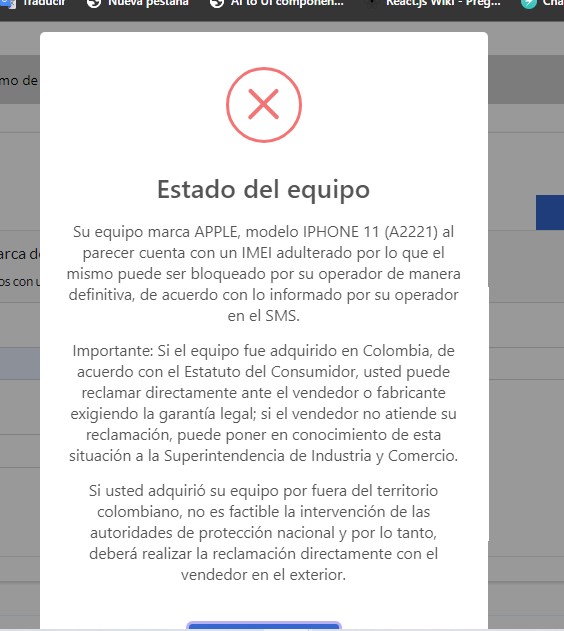 Traducir
Nueva pestaña
AI to UI componen...
React.js Wiki - Preg...
Cha
mo de
Estado del equipo
Su equipo marca APPLE, modelo IPHONE 11 (A2221) al
parecer cuenta con un IMEI adulterado por lo que el
mismo puede ser bloqueado por su operador de manera
definitiva, de acuerdo con lo informado por su operador
en el SMS.
arca d
os con u
Importante: Si el equipo fue adquirido en Colombia, de
acuerdo con el Estatuto del Consumidor, usted puede
reclamar directamente ante el vendedor o fabricante
exigiendo la garantía legal; si el vendedor no atiende su
reclamación, puede poner en conocimiento de esta
situación a la Superintendencia de Industria y Comercio.
Si usted adquirió su equipo por fuera del territorio
colombiano, no es factible la intervención de las
autoridades de protección nacional y por lo tanto,
deberá realizar la reclamación directamente con el
vendedor en el exterior.